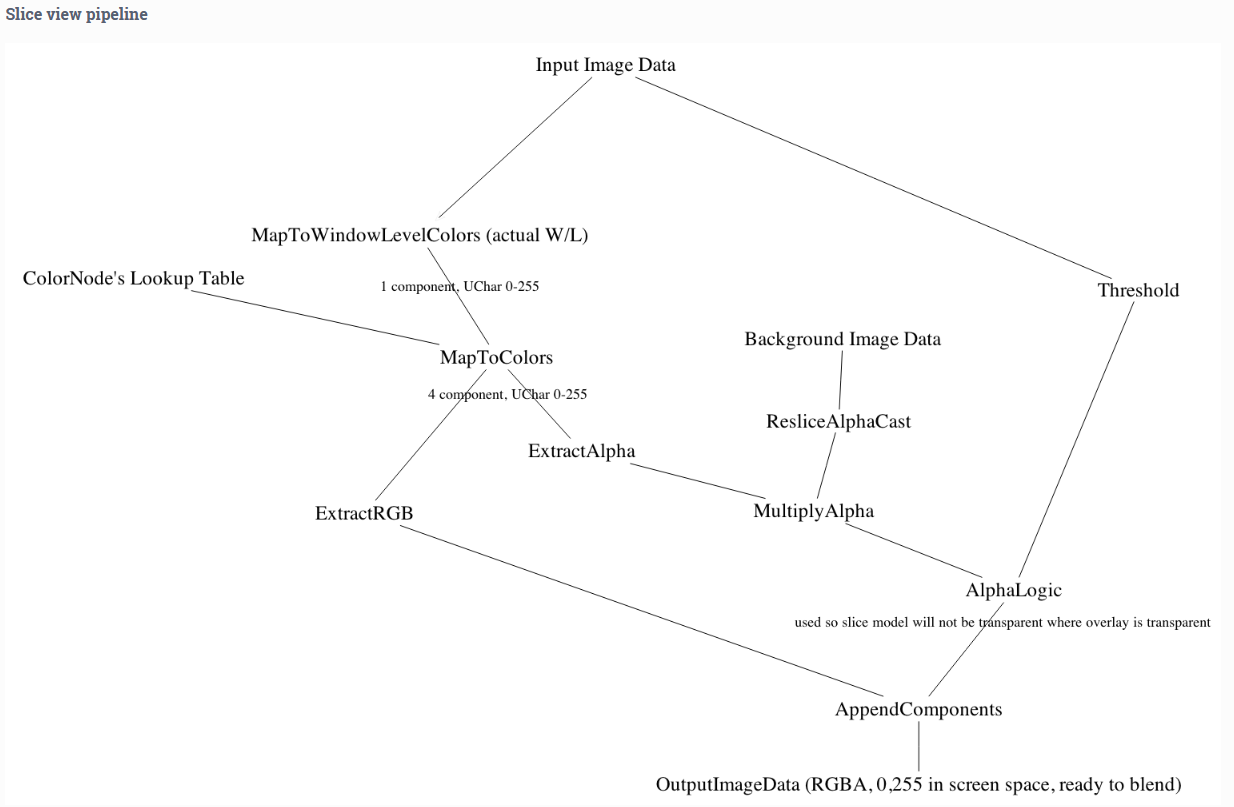 Slice view pipeline
Input Image Data
MapToWindowLevelColors (actual W/L)
ColorNode's Lookup Table
1 component, UChar 0-255
Threshold
Background Image Data
MapToColors
4 component, UChar 0-255
ResliceAlphaCast
ExtractAlpha
MultiplyAlpha
ExtractRGB
AlphaLogic
used so slice model will not be transparent where overlay is transparent
AppendComponents
OutputImageData (RGBA, 0,255 in screen space, ready to blend)